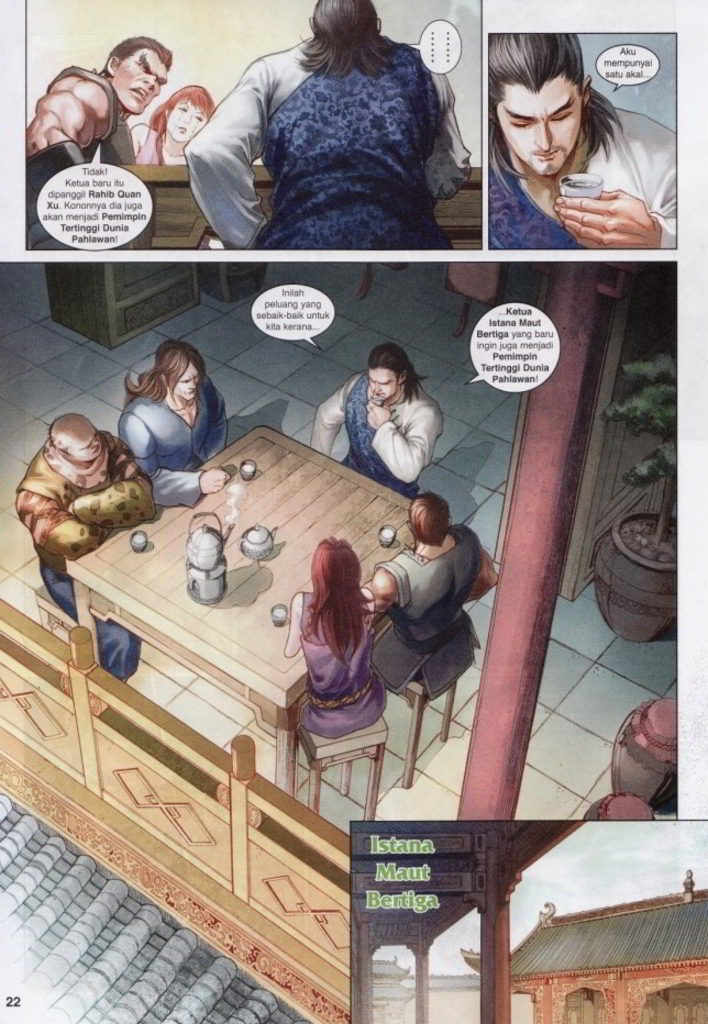 Tidak!
Ketua baru itu
dipanggil Rahib Quan
Xu. Kononnya dia juga
akan menjadi Pemimpin
Tertinggi Dunia
Pahlawan!
Aku
mempunyai
satu akal...
Inilah
peluang yang
sebaik-baik untuk
kita kerana...
...Ketua
Istana Maut
Bertiga yang baru
ingin juga menjadi
Pemimpin
Tertinggi Dunia
Pahlawan!
Istana
Maut
Bertiga
22